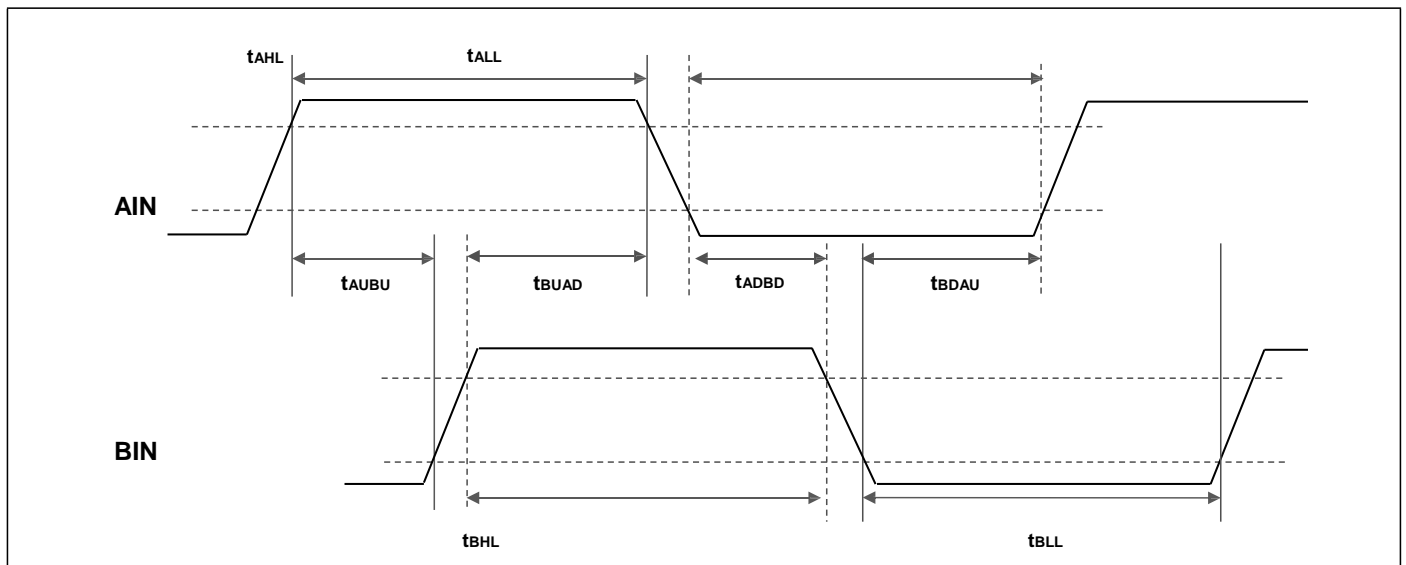 tAHL tALL
AIN
tAUBU tBUAD tADBD tBDAU
BIN
tBHL tBLL